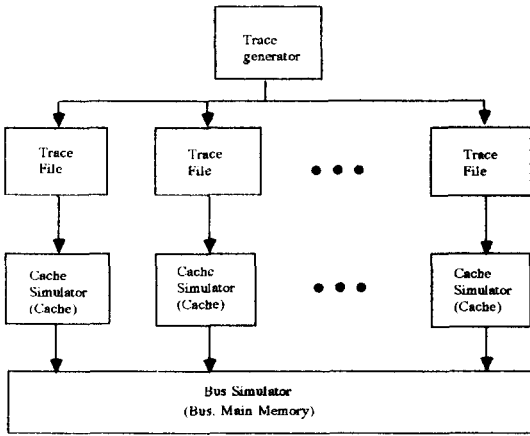 Trace
generator
Trace
File
Trace
File
Trace
File
Cache
Simulator
(Cache)
Cache
Simulator
(Cache)
Cache
Simulator
(Cache)
Bus Simulator
(Bus. Main Memory)